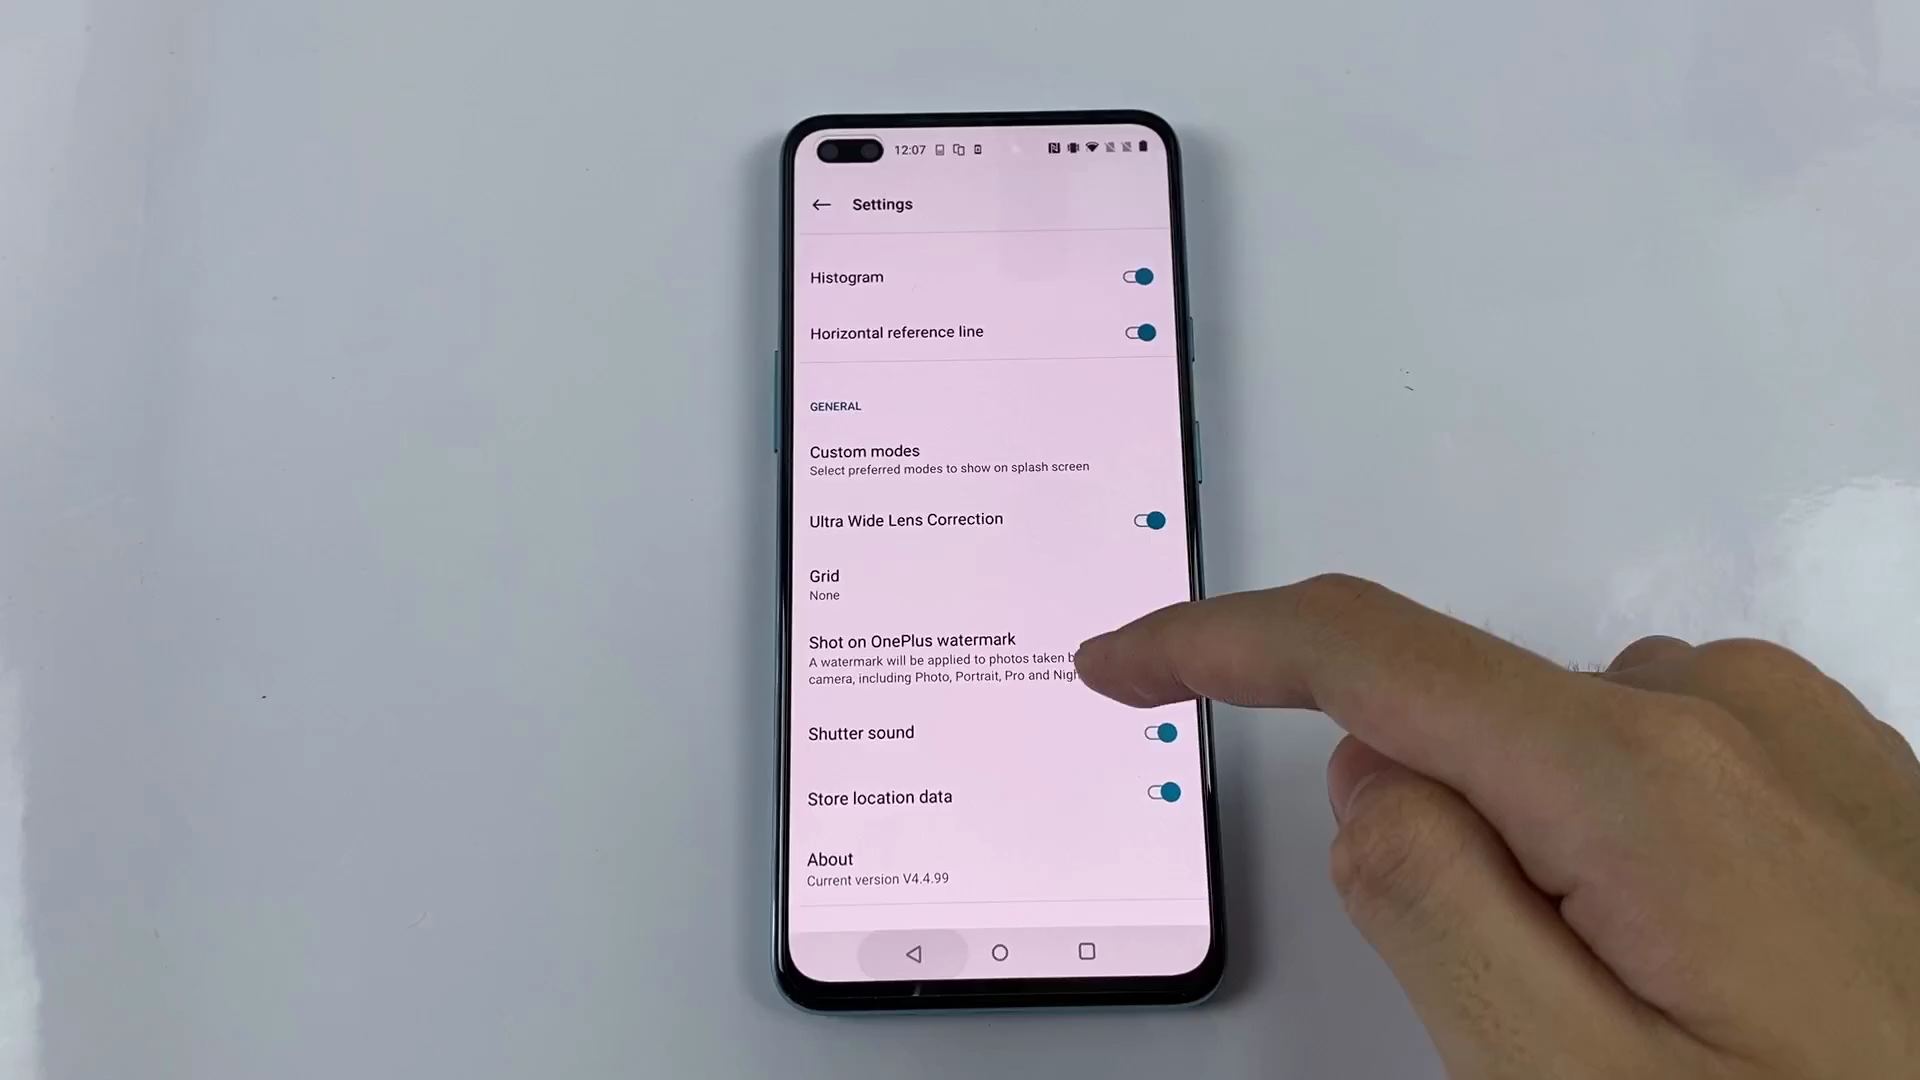 12:07
Settings
Histogram
Horizontal reference line
GENERAL
Custom modes
Select preferred modes to show on splash screen
Ultra Wide Lens Correction
Grid
None
Shot on OnePlus watermark
A watermark will be applied to photos taken
camera, including Photo, Portrait, Pro and
Shutter sound
Store location data
About
Current version V4.4.99